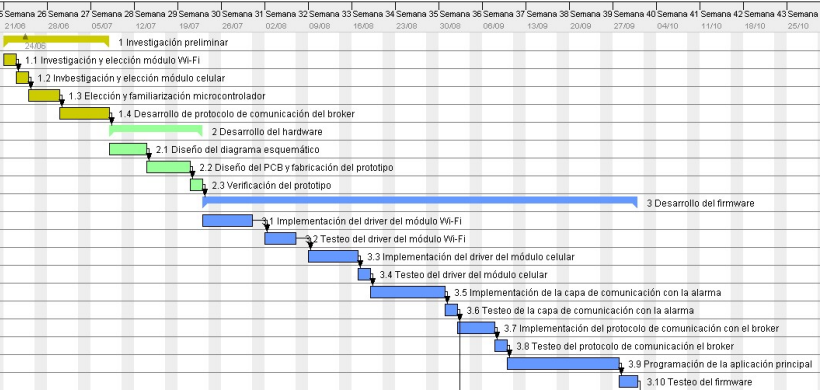 5 Semana 26 Semana 27 Semana 28 Semana 29 Semana 30 Semana 31 Semana 32 Semana 33 Semana 34 Semana 35 Semana 36 Semana 37 Semana 38 Semana 39 Semana 40 Semana 41 Semana 42 Semana 43 Semana
21/06 28/06 05/07 12/07 19/07 26/07 02/08 09/08 16/08 23/08 30/08 06/09 13/09 20/09 27/09 04/10 11/10 18/10 25/10
24/06
1 Investigación preliminar
1.1 Investigación y elección módulo Wi-Fi
1.2 Invbestigación y elección módulo celular
1.3 Elección y familiarización microcontrolador
1.4 Desarrollo de protocolo de comunicación del broker
2 Desarrollo del hardware
2.1 Diseño del diagrama esquemático
2.2 Diseño del PCB y fabricación del prototipo
2.3 Verificación del prototipo
3 Desarrollo del firmware
3.1 Implementación del driver del módulo Wi-Fi
3.2 Testeo del driver del módulo Wi-Fi
3.3 Implementación del driver del módulo celular
3.4 Testeo del driver del módulo celular
3.5 Implementación de la capa de comunicación con la alarma
3.6 Testeo de la capa de comunicación con la alarma
3.7 Implementación del protocolo de comunicación con el broker
3.8 Testeo del protocolo de comunicación el broker
3.9 Programación de la aplicación principal
3.10 Testeo del firmware